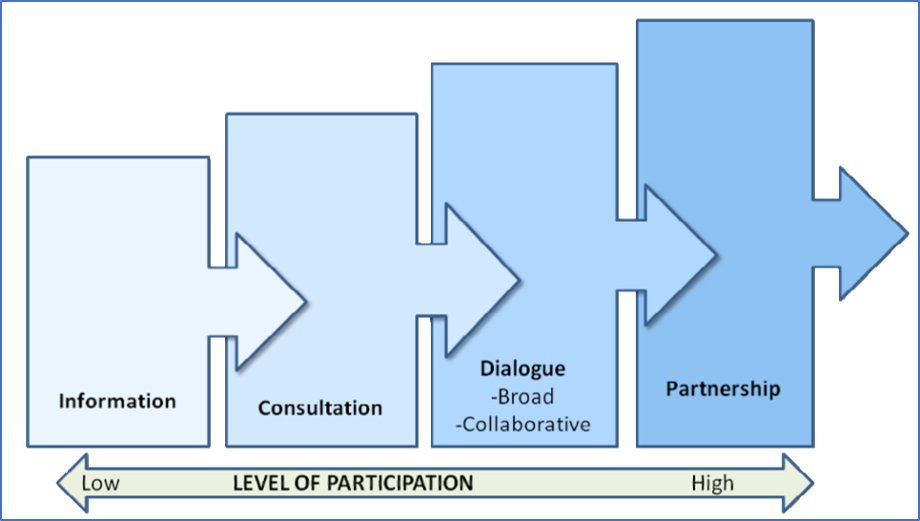 Information
Consultation
Dialogue
-Broad
-Collaborative
Partnership
Low
LEVEL OF PARTICIPATION
High